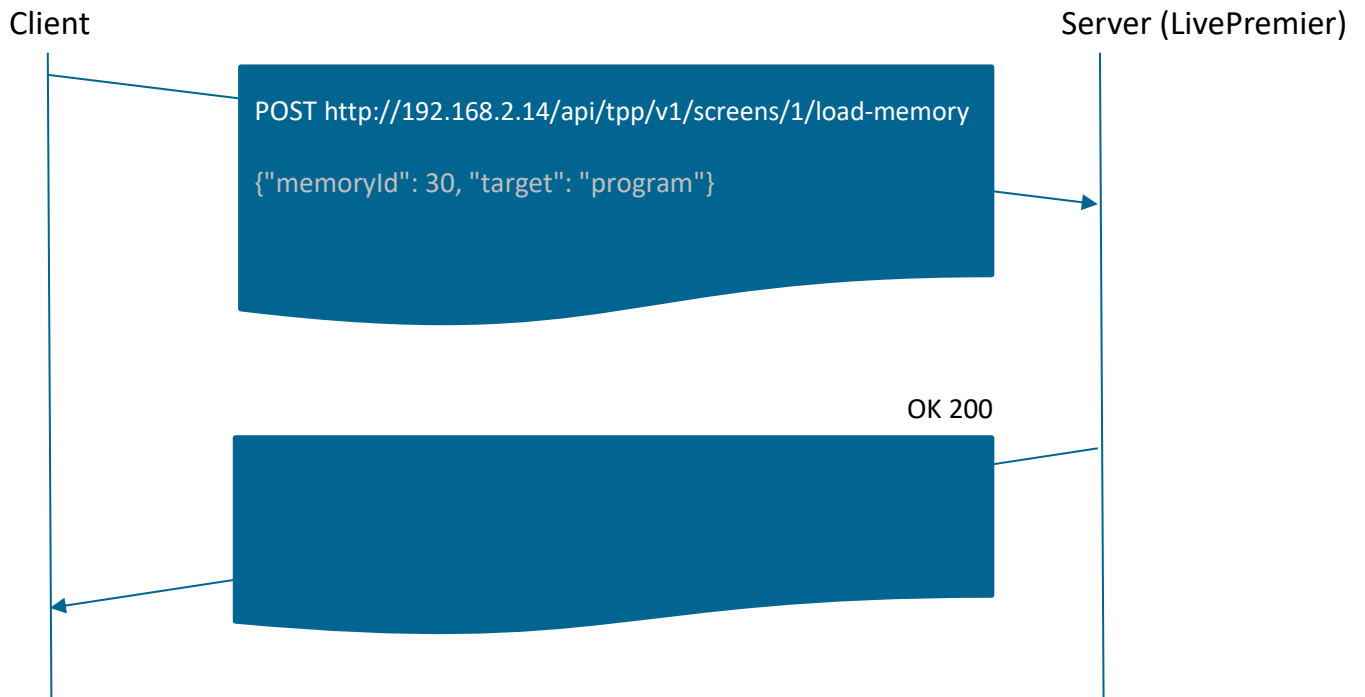 Client
Server (LivePremier)
POST http://192.168.2.14/api/tpp/v1/screens/1/load-memory
{"memoryId": 30, "target": "program"}
OK 200